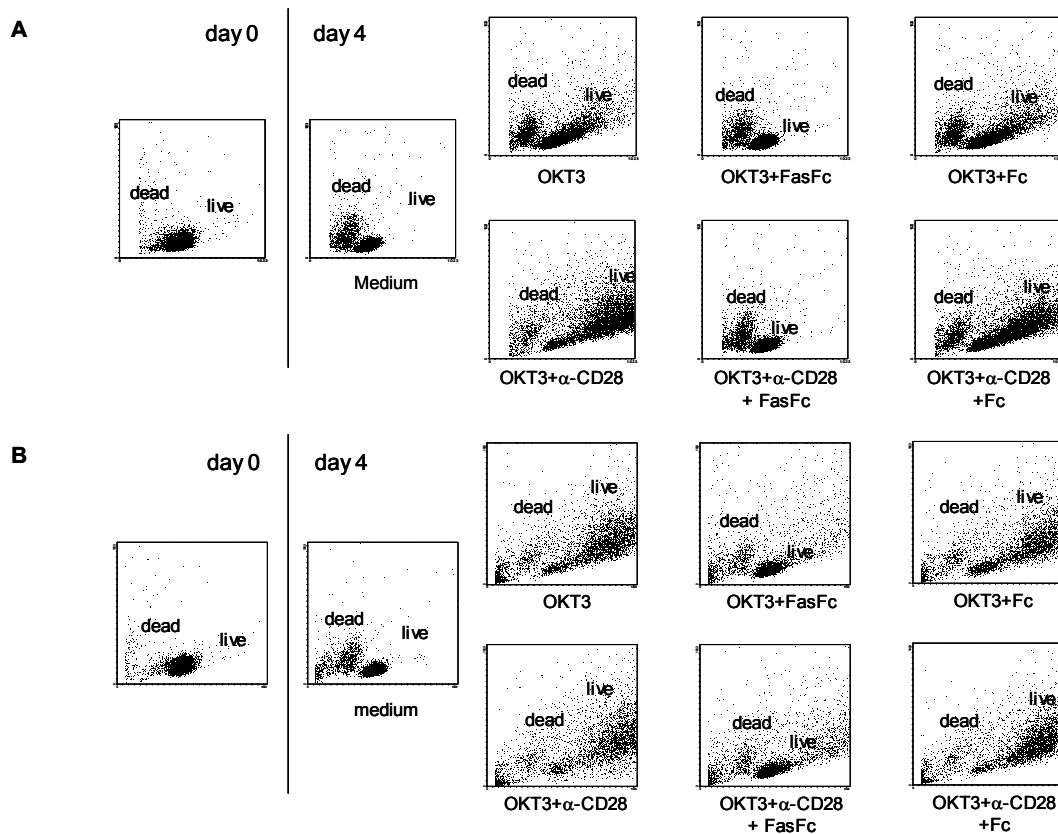 A
day 0
day 4
dead
live
dead
live
Medium
dead
live
OKT3
dead
live
OKT3+FasFc
dead
live
OKT3+Fc
dead
live
OKT3+α-CD28
dead
live
OKT3+α-CD28
+ FasFc
dead
live
OKT3+α-CD28
+Fc
B
day 0
day 4
dead
live
dead
live
medium
dead
live
OKT3
dead
live
OKT3+FasFc
dead
live
OKT3+Fc
dead
live
OKT3+α-CD28
dead
live
OKT3+α-CD28
+ FasFc
dead
live
OKT3+α-CD28
+Fc